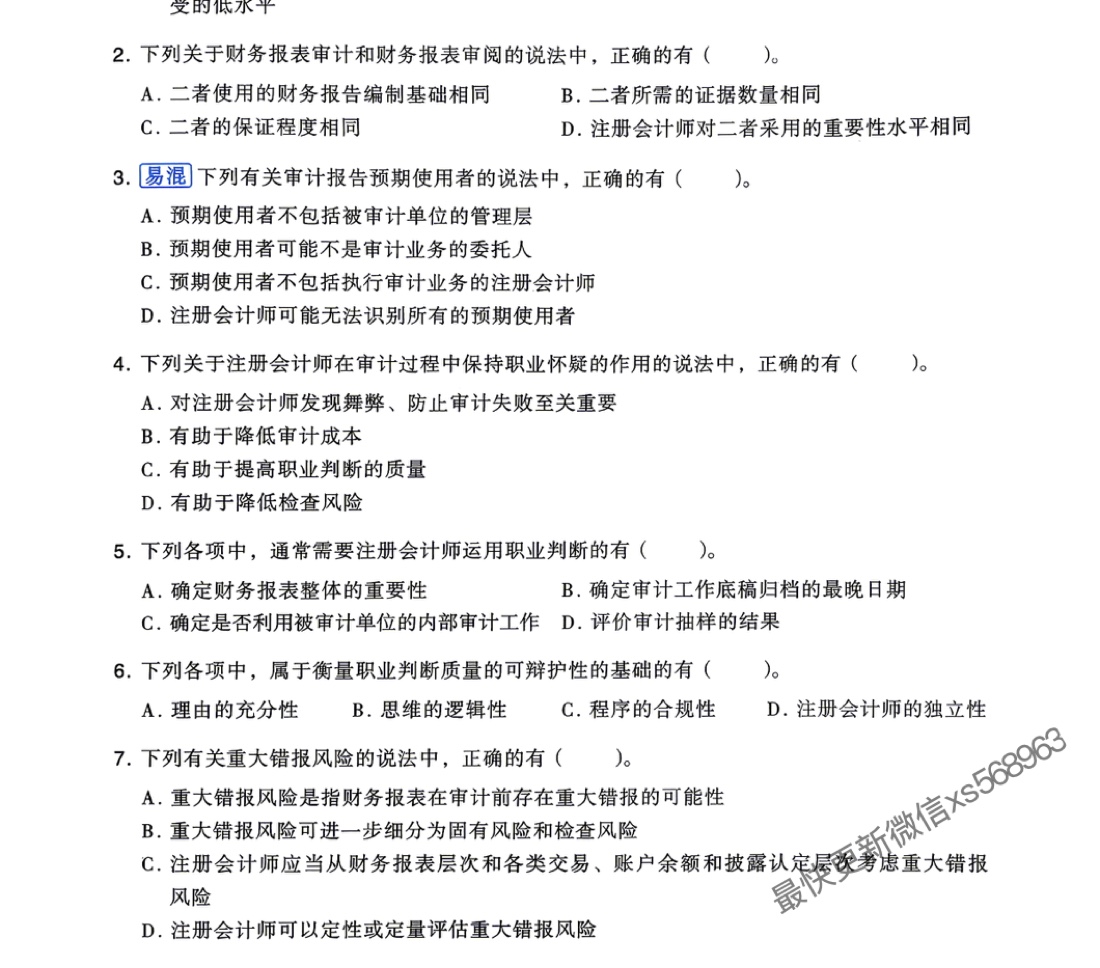 受的低水平
2. 下列关于财务报表审计和财务报表审阅的说法中，正确的有（　　）。
A. 二者使用的财务报告编制基础相同　　B. 二者所需的证据数量相同
C. 二者的保证程度相同　　D. 注册会计师对二者采用的重要性水平相同
3. 易混 下列有关审计报告预期使用者的说法中，正确的有（　　）。
A. 预期使用者不包括被审计单位的管理层
B. 预期使用者可能不是审计业务的委托人
C. 预期使用者不包括执行审计业务的注册会计师
D. 注册会计师可能无法识别所有的预期使用者
4. 下列关于注册会计师在审计过程中保持职业怀疑的作用的说法中，正确的有（　　）。
A. 对注册会计师发现舞弊、防止审计失败至关重要
B. 有助于降低审计成本
C. 有助于提高职业判断的质量
D. 有助于降低检查风险
5. 下列各项中，通常需要注册会计师运用职业判断的有（　　）。
A. 确定财务报表整体的重要性　　B. 确定审计工作底稿归档的最晚日期
C. 确定是否利用被审计单位的内部审计工作　D. 评价审计抽样的结果
6. 下列各项中，属于衡量职业判断质量的可辩护性的基础的有（　　）。
A. 理由的充分性　　B. 思维的逻辑性　　C. 程序的合规性　　D. 注册会计师的独立性
7. 下列有关重大错报风险的说法中，正确的有（　　）。
A. 重大错报风险是指财务报表在审计前存在重大错报的可能性
B. 重大错报风险可进一步细分为固有风险和检查风险
C. 注册会计师应当从财务报表层次和各类交易、账户余额和披露认定层次考虑重大错报
风险
D. 注册会计师可以定性或定量评估重大错报风险
最快更新微信xs568963